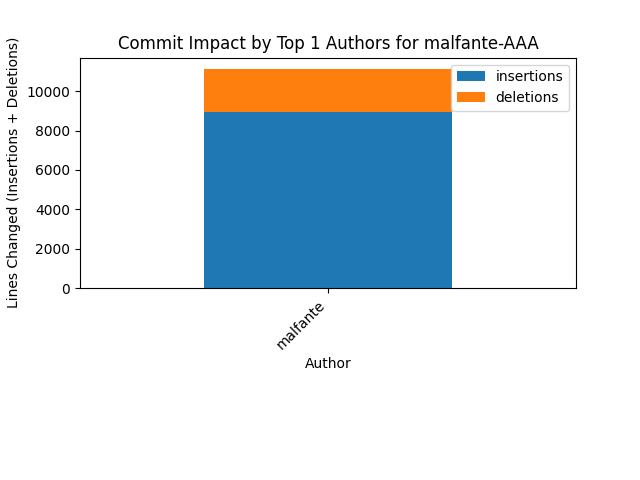 Commit Impact by Top 1 Authors for malfante-AAA
insertions
deletions
Lines Changed (Insertions + Deletions)
10000
8000
6000
4000
2000
0
malfante
Author